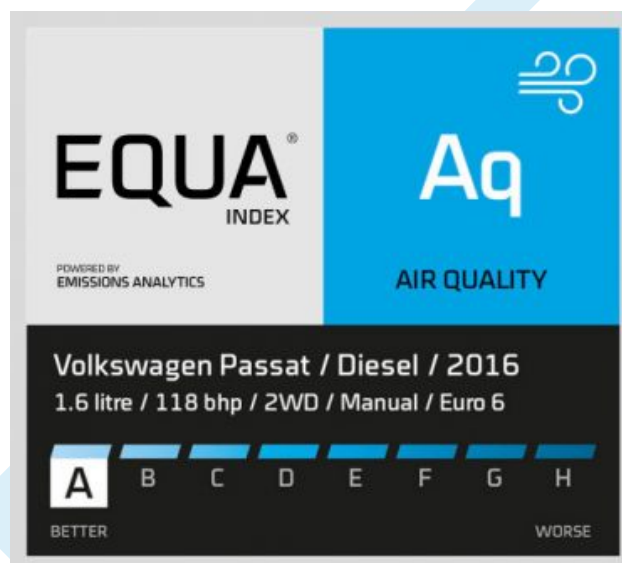 EQUA®
INDEX
POWERED BY
EMISSIONS ANALYTICS
Aq
AIR QUALITY
Volkswagen Passat / Diesel / 2016
1.6 litre / 118 bhp / 2WD / Manual / Euro 6
A B C D E F G H
BETTER WORSE